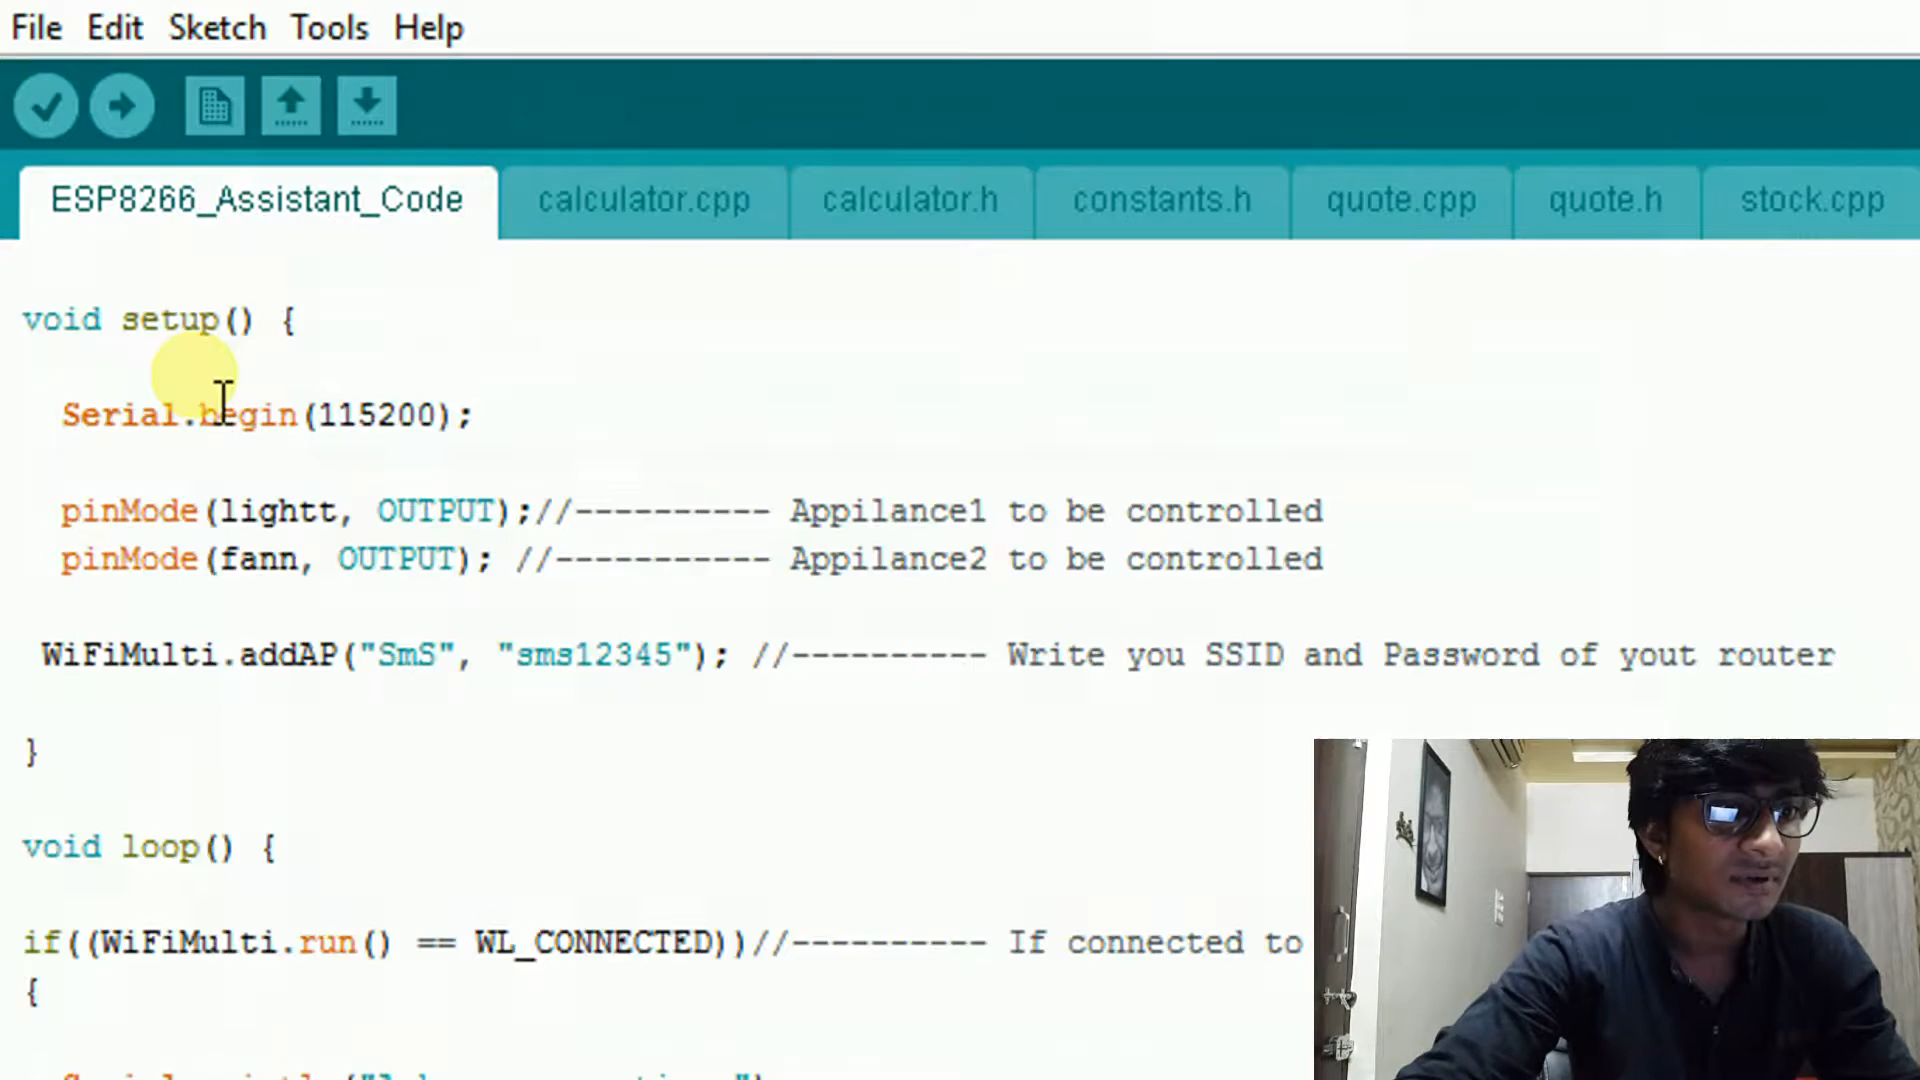 File Edit Sketch Tools Help
ESP8266_Assistant_Code calculator.cpp calculator.h constants.h quote.cpp quote.h stock.cpp
void setup() {
Serial.begin(115200);
pinMode(lightt, OUTPUT);//---------- Appilance1 to be controlled
pinMode(fann, OUTPUT); //----------- Appilance2 to be controlled
WiFiMulti.addAP("SmS", "sms12345"); //---------- Write you SSID and Password of yout router
}
void loop() {
if((WiFiMulti.run() == WL_CONNECTED))//---------- If connected to
{